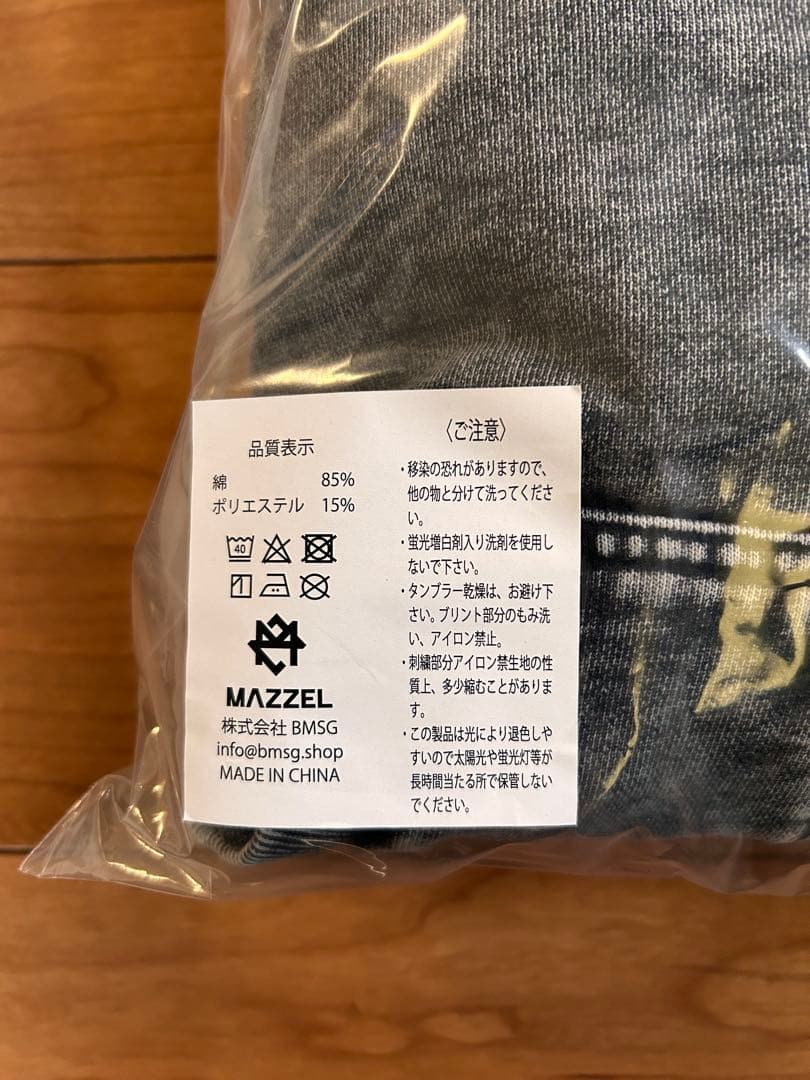 品質表示
綿 85%
ポリエステル 15%
40
MAZZEL
株式会社 BMSG
info@bmsg.shop
MADE IN CHINA
〈ご注意〉
・移染の恐れがありますので、
他の物と分けて洗ってくださ
い。
・蛍光増白剤入り洗剤を使用し
ないで下さい。
・タンブラー乾燥は、お避け下
さい。プリント部分のもみ洗
い、アイロン禁止。
・刺繍部分アイロン禁生地の性
質上、多少縮むことがありま
す。
・この製品は光により退色しや
すいので太陽光や蛍光灯等が
長時間当たる所で保管しない
でください。